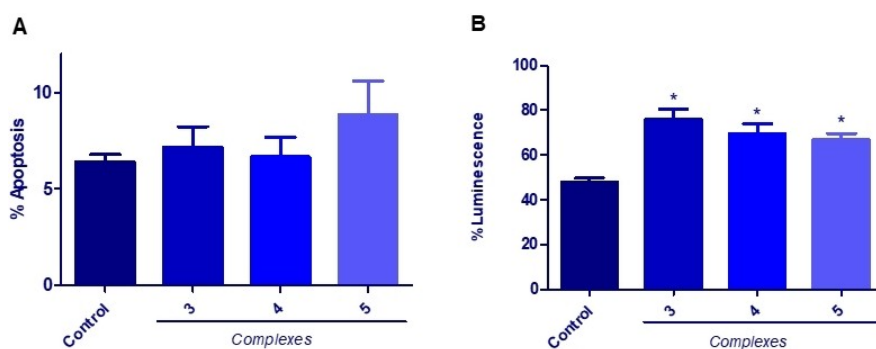 A
% Apoptosis
10
5
0
Control
3
4
5
Complexes
B
% Luminescence
100
80
60
40
20
0
*
*
*
Control
3
4
5
Complexes